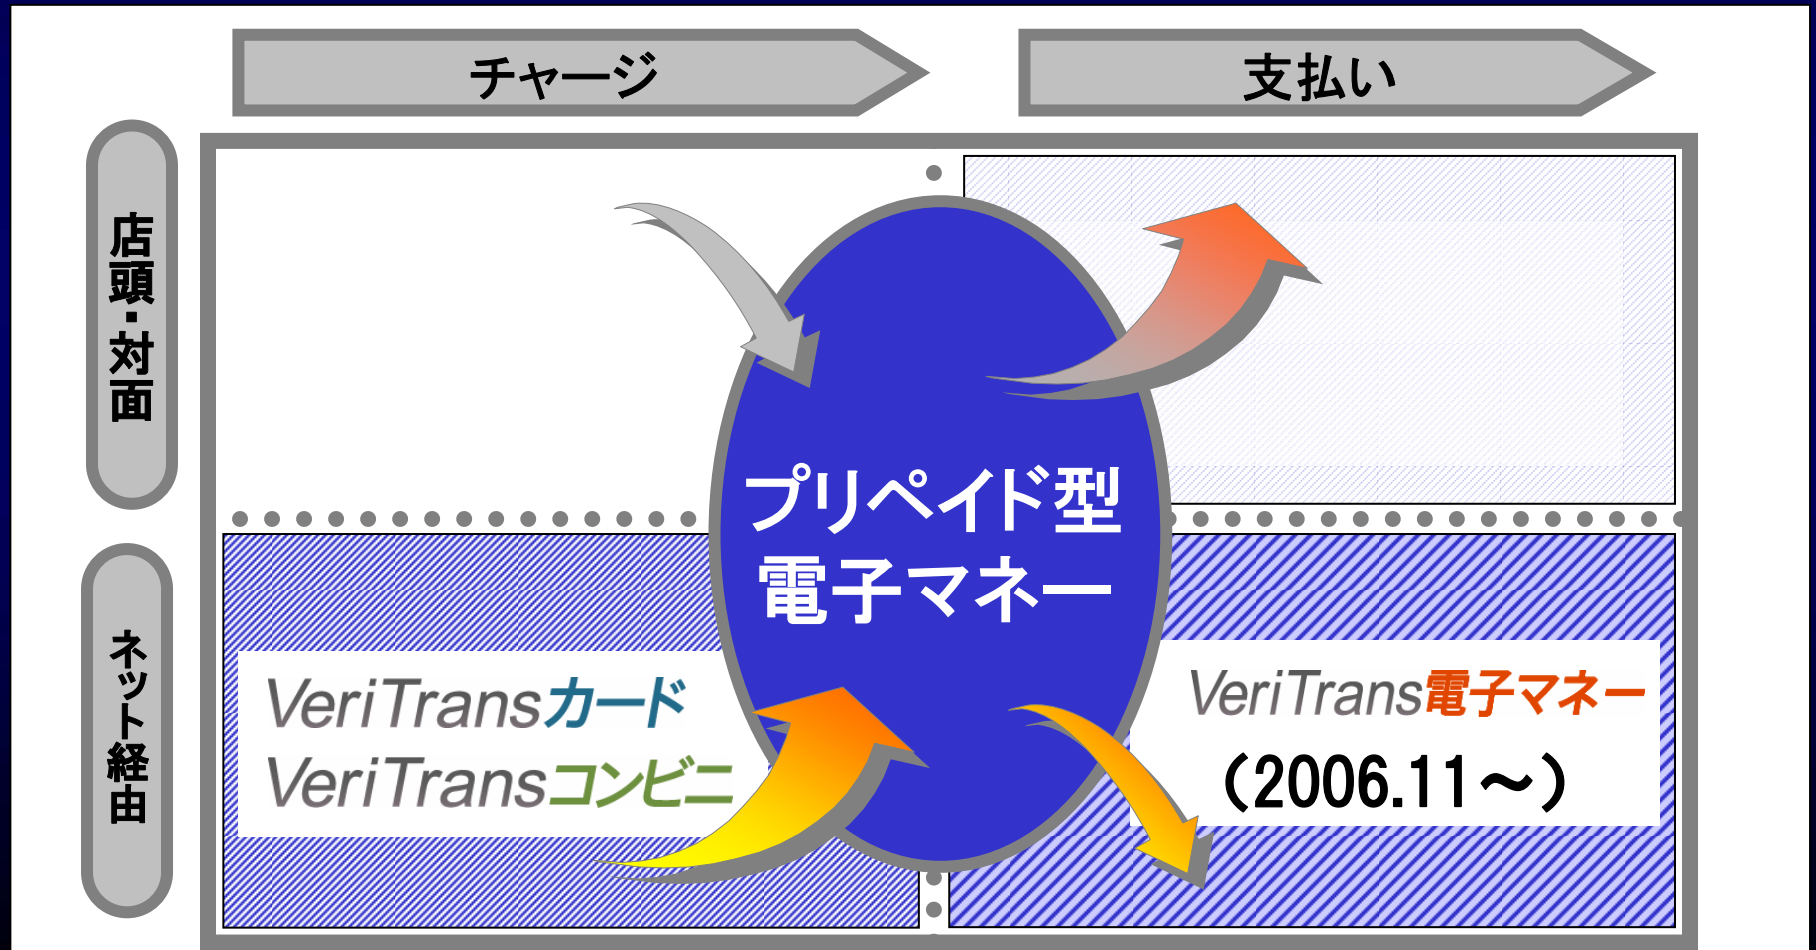 チャージ
支払い
店頭・対面
プリペイド型
電子マネー
ネット経由
VeriTransカード
VeriTransコンビニ
VeriTrans電子マネー
（2006.11～）